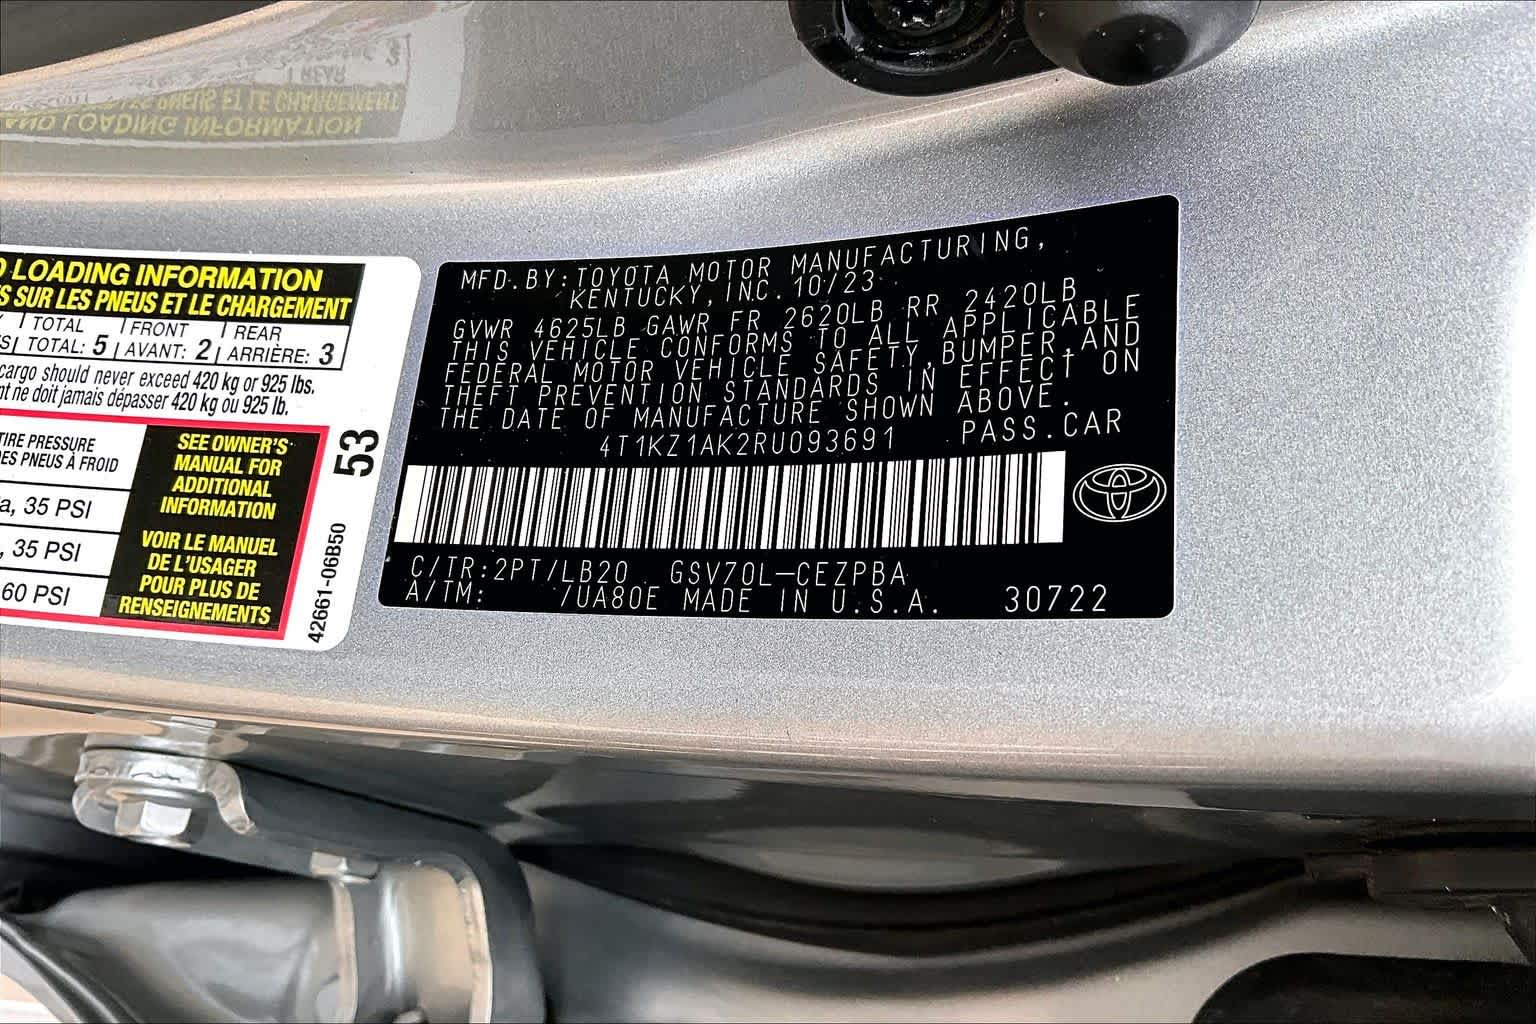 LOADING INFORMATION
SUR LES PNEUS ET LE CHARGEMENT
TOTAL FRONT REAR
TOTAL: 5 AVANT: 2 ARRIÈRE: 3
cargo should never exceed 420 kg or 925 lbs.
ne doit jamais dépasser 420 kg ou 925 lb.
TIRE PRESSURE
DES PNEUS À FROID
35 PSI
35 PSI
60 PSI
SEE OWNER'S
MANUAL FOR
ADDITIONAL
INFORMATION
VOIR LE MANUEL
DE L'USAGER
POUR PLUS DE
RENSEIGNEMENTS
53
42661-06B50
MFD. BY: TOYOTA MOTOR MANUFACTURING,
KENTUCKY, INC. 10/23
GVWR 4625LB GAWR FR 2620LB RR 2420LB
THIS VEHICLE CONFORMS TO ALL APPLICABLE
FEDERAL MOTOR VEHICLE SAFETY, BUMPER, AND
THEFT PREVENTION STANDARDS IN EFFECT ON
THE DATE OF MANUFACTURE SHOWN ABOVE.
4T1KZ1AK2RU093691 PASS. CAR
C/TR: 2PT/LB20 GSV70L-CEZPBA
A/TM: /UA80E MADE IN U.S.A. 30722